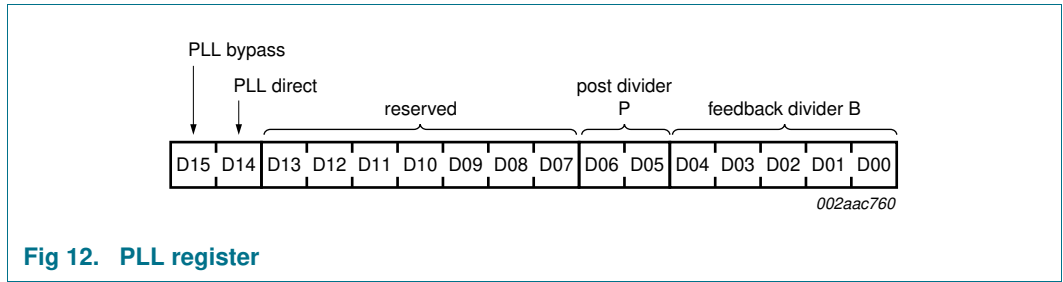 PLL bypass
PLL direct
reserved
post divider
P
feedback divider B
D15 D14 D13 D12 D11 D10 D09 D08 D07 D06 D05 D04 D03 D02 D01 D00
002aac760
Fig 12. PLL register